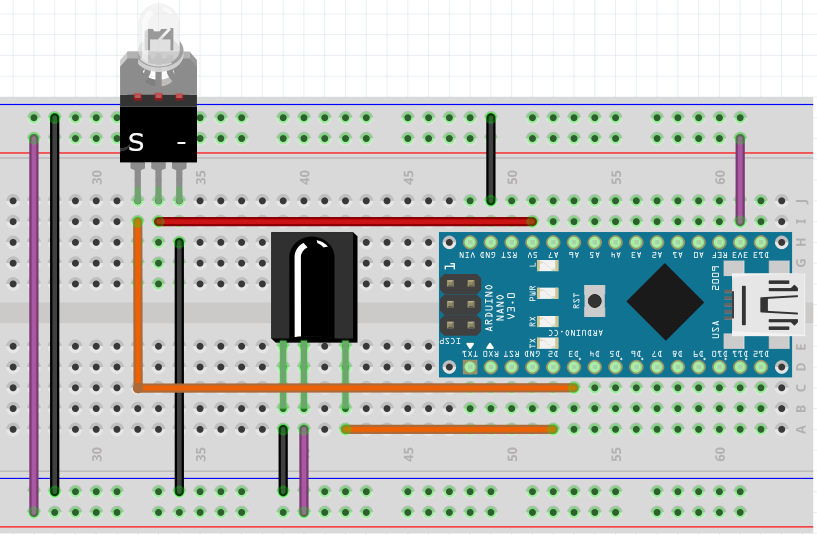 S -
30 35 40 45 50 55 60
J
I
H
G
VIN GND RST 5V A7 A6 A5 A4 A3 A2 A1 A0 REF 3V3 D13
L
1
PWR
RX
TX
ARDUINO
NANO
V3.0
RST
ARDUINO.CC
USA
2009
ICSP
TX1 RX0 RST GND D2 D3 D4 D5 D6 D7 D8 D9 D10 D11 D12
E
D
C
B
A
30 35 45 50 55 60